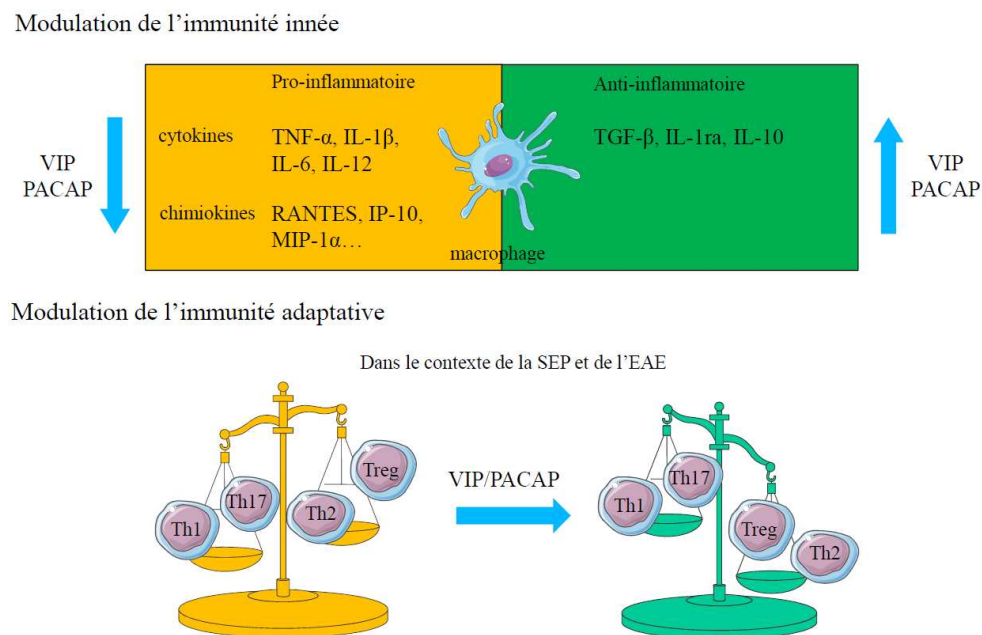 Modulation de l’immunité innée
Pro-inflammatoire
Anti-inflammatoire
VIP
PACAP
cytokines
TNF-α, IL-1β,
IL-6, IL-12
chimiokines
RANTES, IP-10,
MIP-1α…
macrophage
TGF-β, IL-1ra, IL-10
VIP
PACAP
Modulation de l’immunité adaptative
Dans le contexte de la SEP et de l’EAE
Th1
Th17
Th2
Treg
VIP/PACAP
Th1
Th17
Treg
Th2